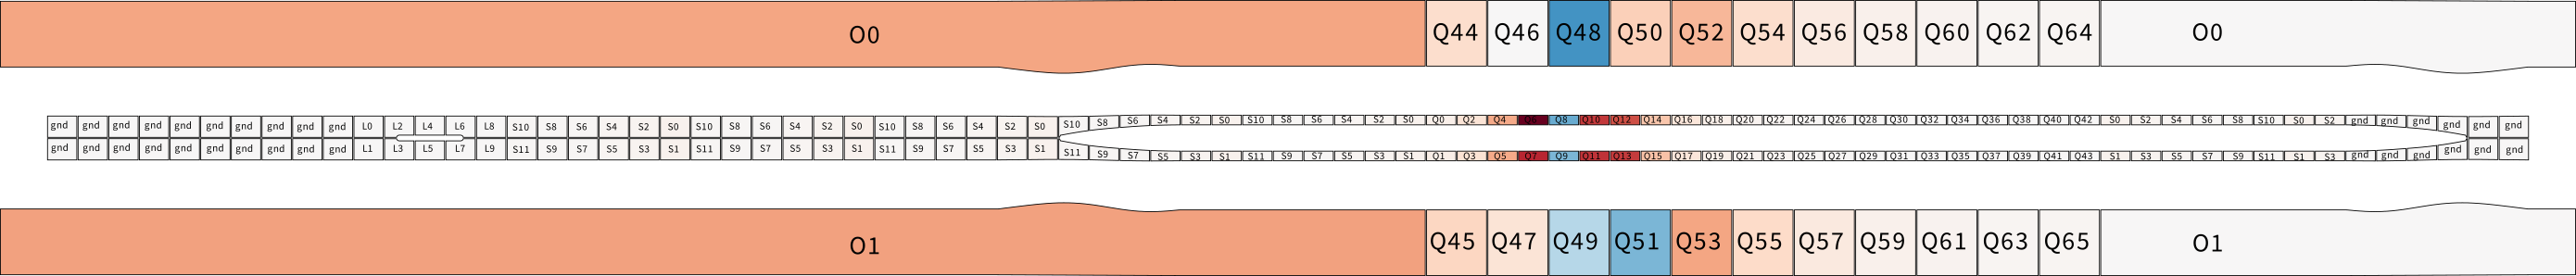 O0 Q44 Q46 Q48 Q50 Q52 Q54 Q56 Q58 Q60 Q62 Q64 O0
gnd gnd gnd gnd gnd gnd gnd gnd gnd gnd L0 L2 L4 L6 L8 S10 S8 S6 S4 S2 S0 S10 S8 S6 S4 S2 S0 S10 S8 S6 S4 S2 S0 S10 S8 S6 S4 S2 S0 S10 S8 S6 S4 S2 S0 Q0 Q2 Q4 Q6 Q8 Q10 Q12 Q14 Q16 Q18 Q20 Q22 Q24 Q26 Q28 Q30 Q32 Q34 Q36 Q38 Q40 Q42 S0 S2 S4 S6 S8 S10 S0 S2 gnd gnd gnd gnd gnd gnd
gnd gnd gnd gnd gnd gnd gnd gnd gnd gnd L1 L3 L5 L7 L9 S11 S9 S7 S5 S3 S1 S11 S9 S7 S5 S3 S1 S11 S9 S7 S5 S3 S1 S11 S9 S7 S5 S3 S1 S11 S9 S7 S5 S3 S1 Q1 Q3 Q5 Q7 Q9 Q11 Q13 Q15 Q17 Q19 Q21 Q23 Q25 Q27 Q29 Q31 Q33 Q35 Q37 Q39 Q41 Q43 S1 S3 S5 S7 S9 S11 S1 S3 gnd gnd gnd gnd gnd gnd
O1 Q45 Q47 Q49 Q51 Q53 Q55 Q57 Q59 Q61 Q63 Q65 O1